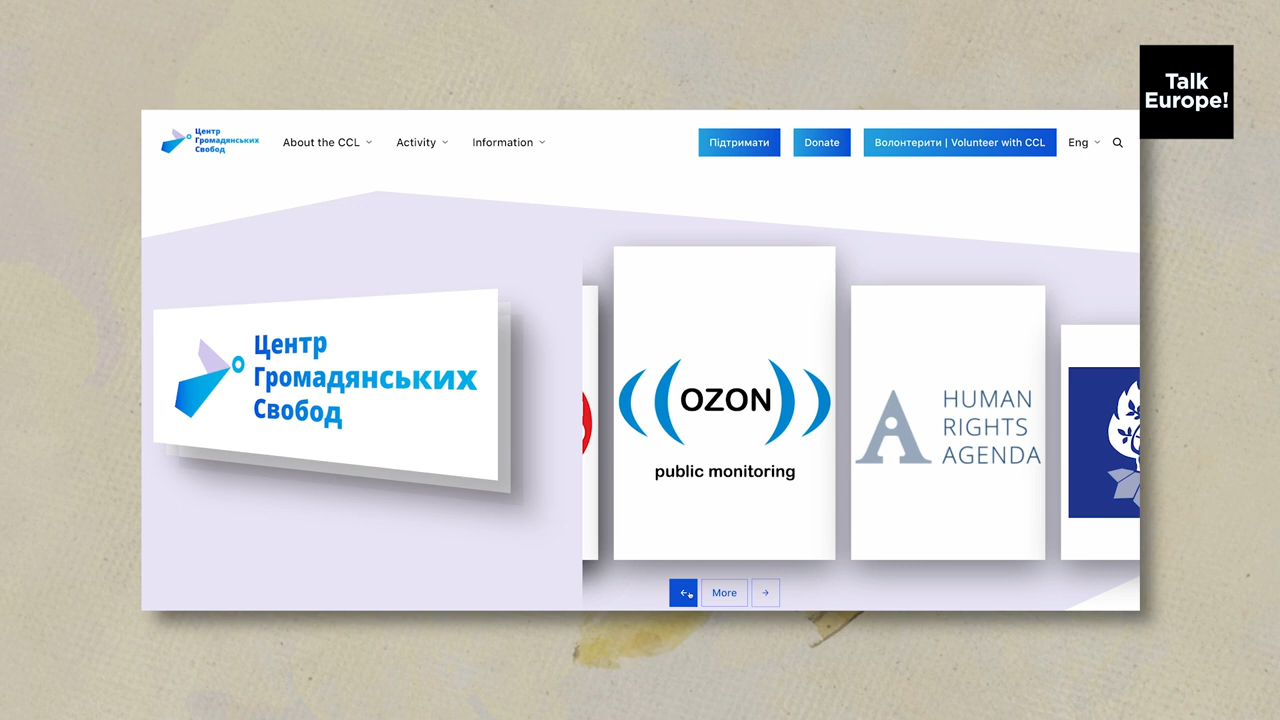 Talk
Europe!
Центр
Громадянських
Свобод
About the CCL
Activity
Information
Підтримати
Donate
Волонтерити | Volunteer with CCL
Eng
Центр
Громадянських
Свобод
OZON
public monitoring
HUMAN
RIGHTS
AGENDA
More